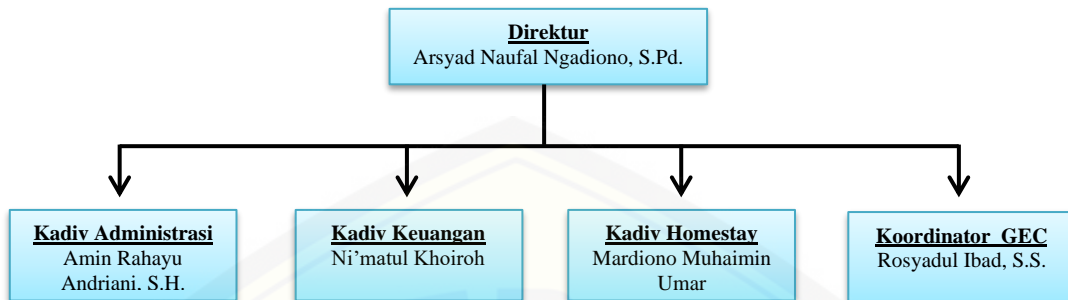 Direktur
Arsyad Naufal Ngadiono, S.Pd.
Kadiv Administrasi
Amin Rahayu
Andriani, S.H.
Kadiv Keuangan
Ni’matul Khoiroh
Kadiv Homestay
Mardiono Muhaimin
Umar
Koordinator GEC
Rosyadul Ibad, S.S.